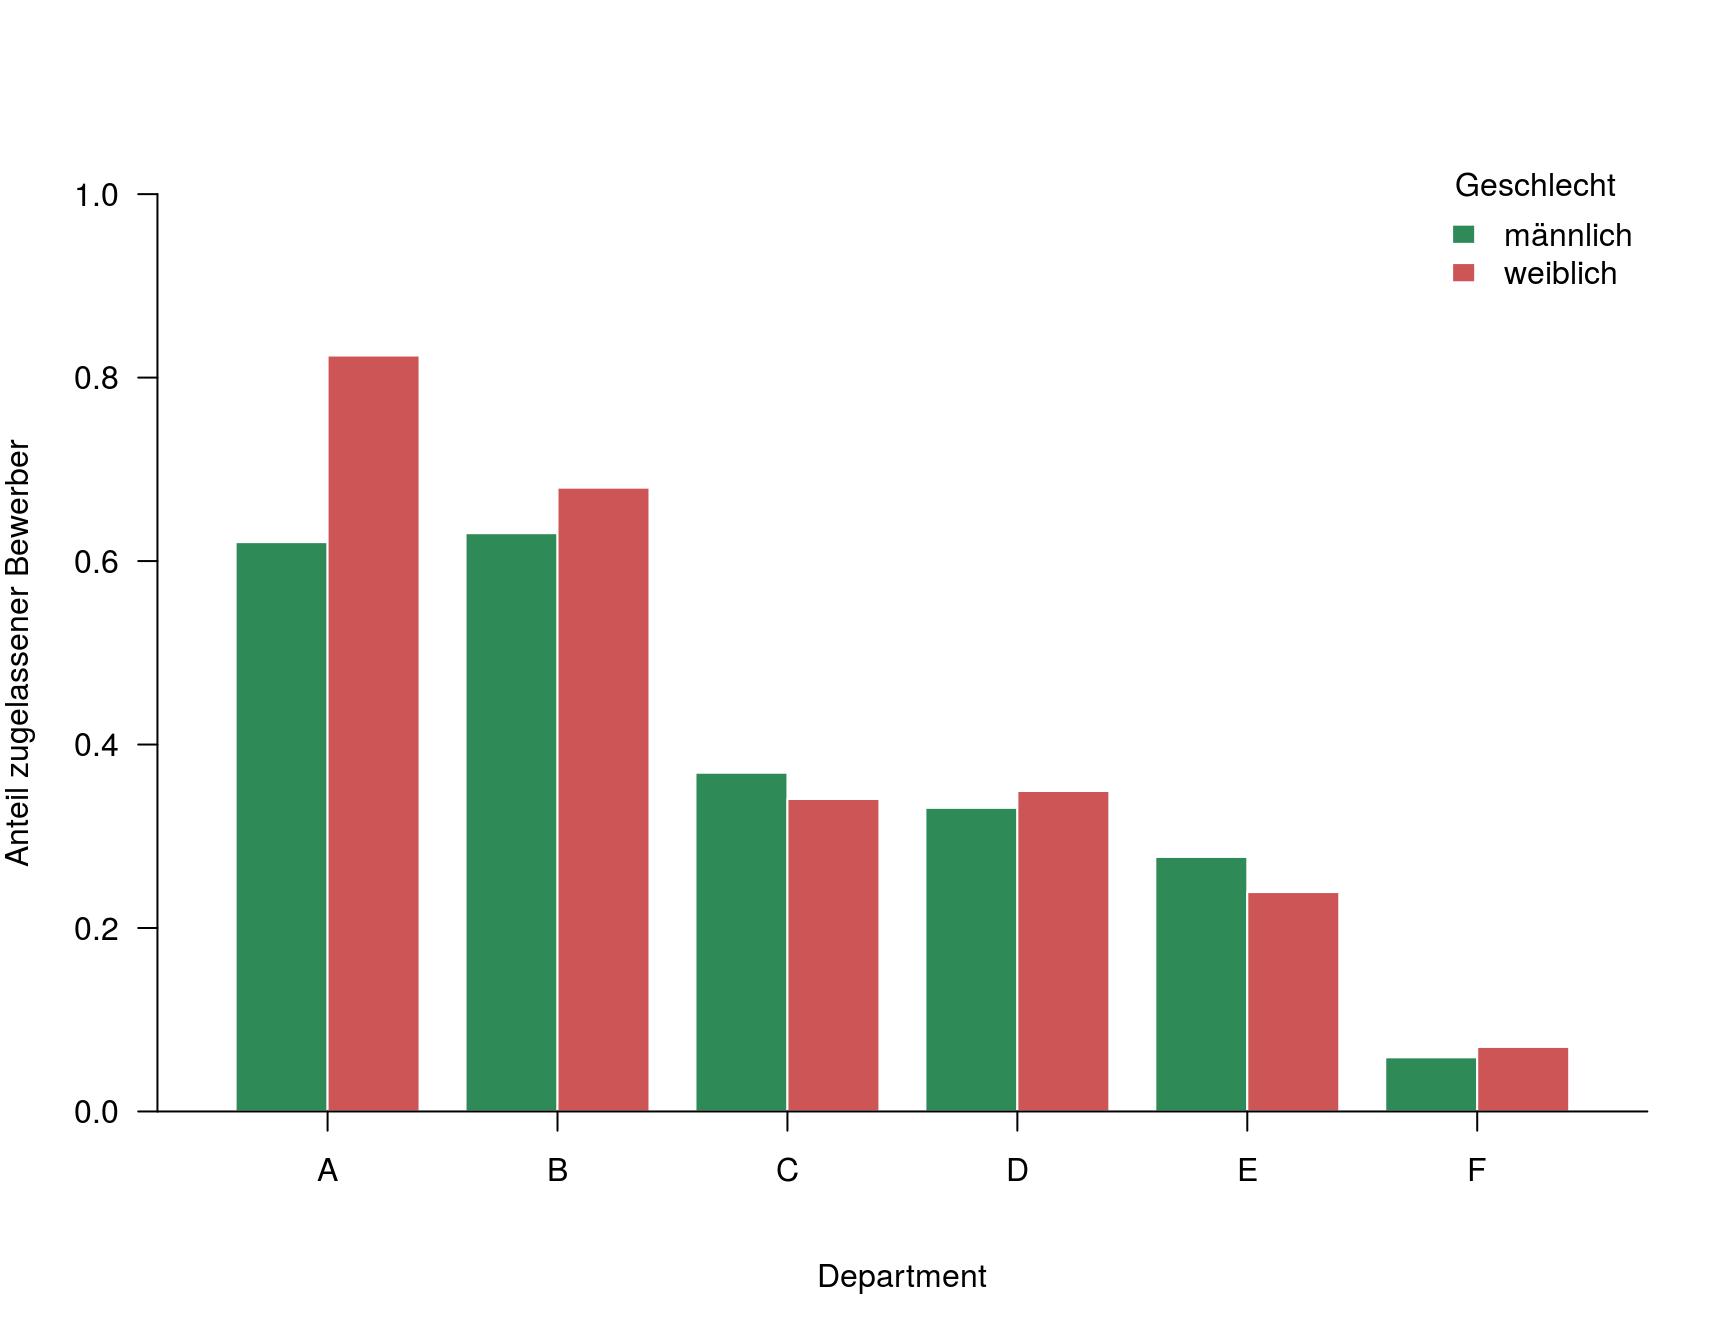 Geschlecht
männlich
weiblich
1.0
0.8
0.6
0.4
0.2
0.0
Anteil zugelassener Bewerber
A B C D E F
Department